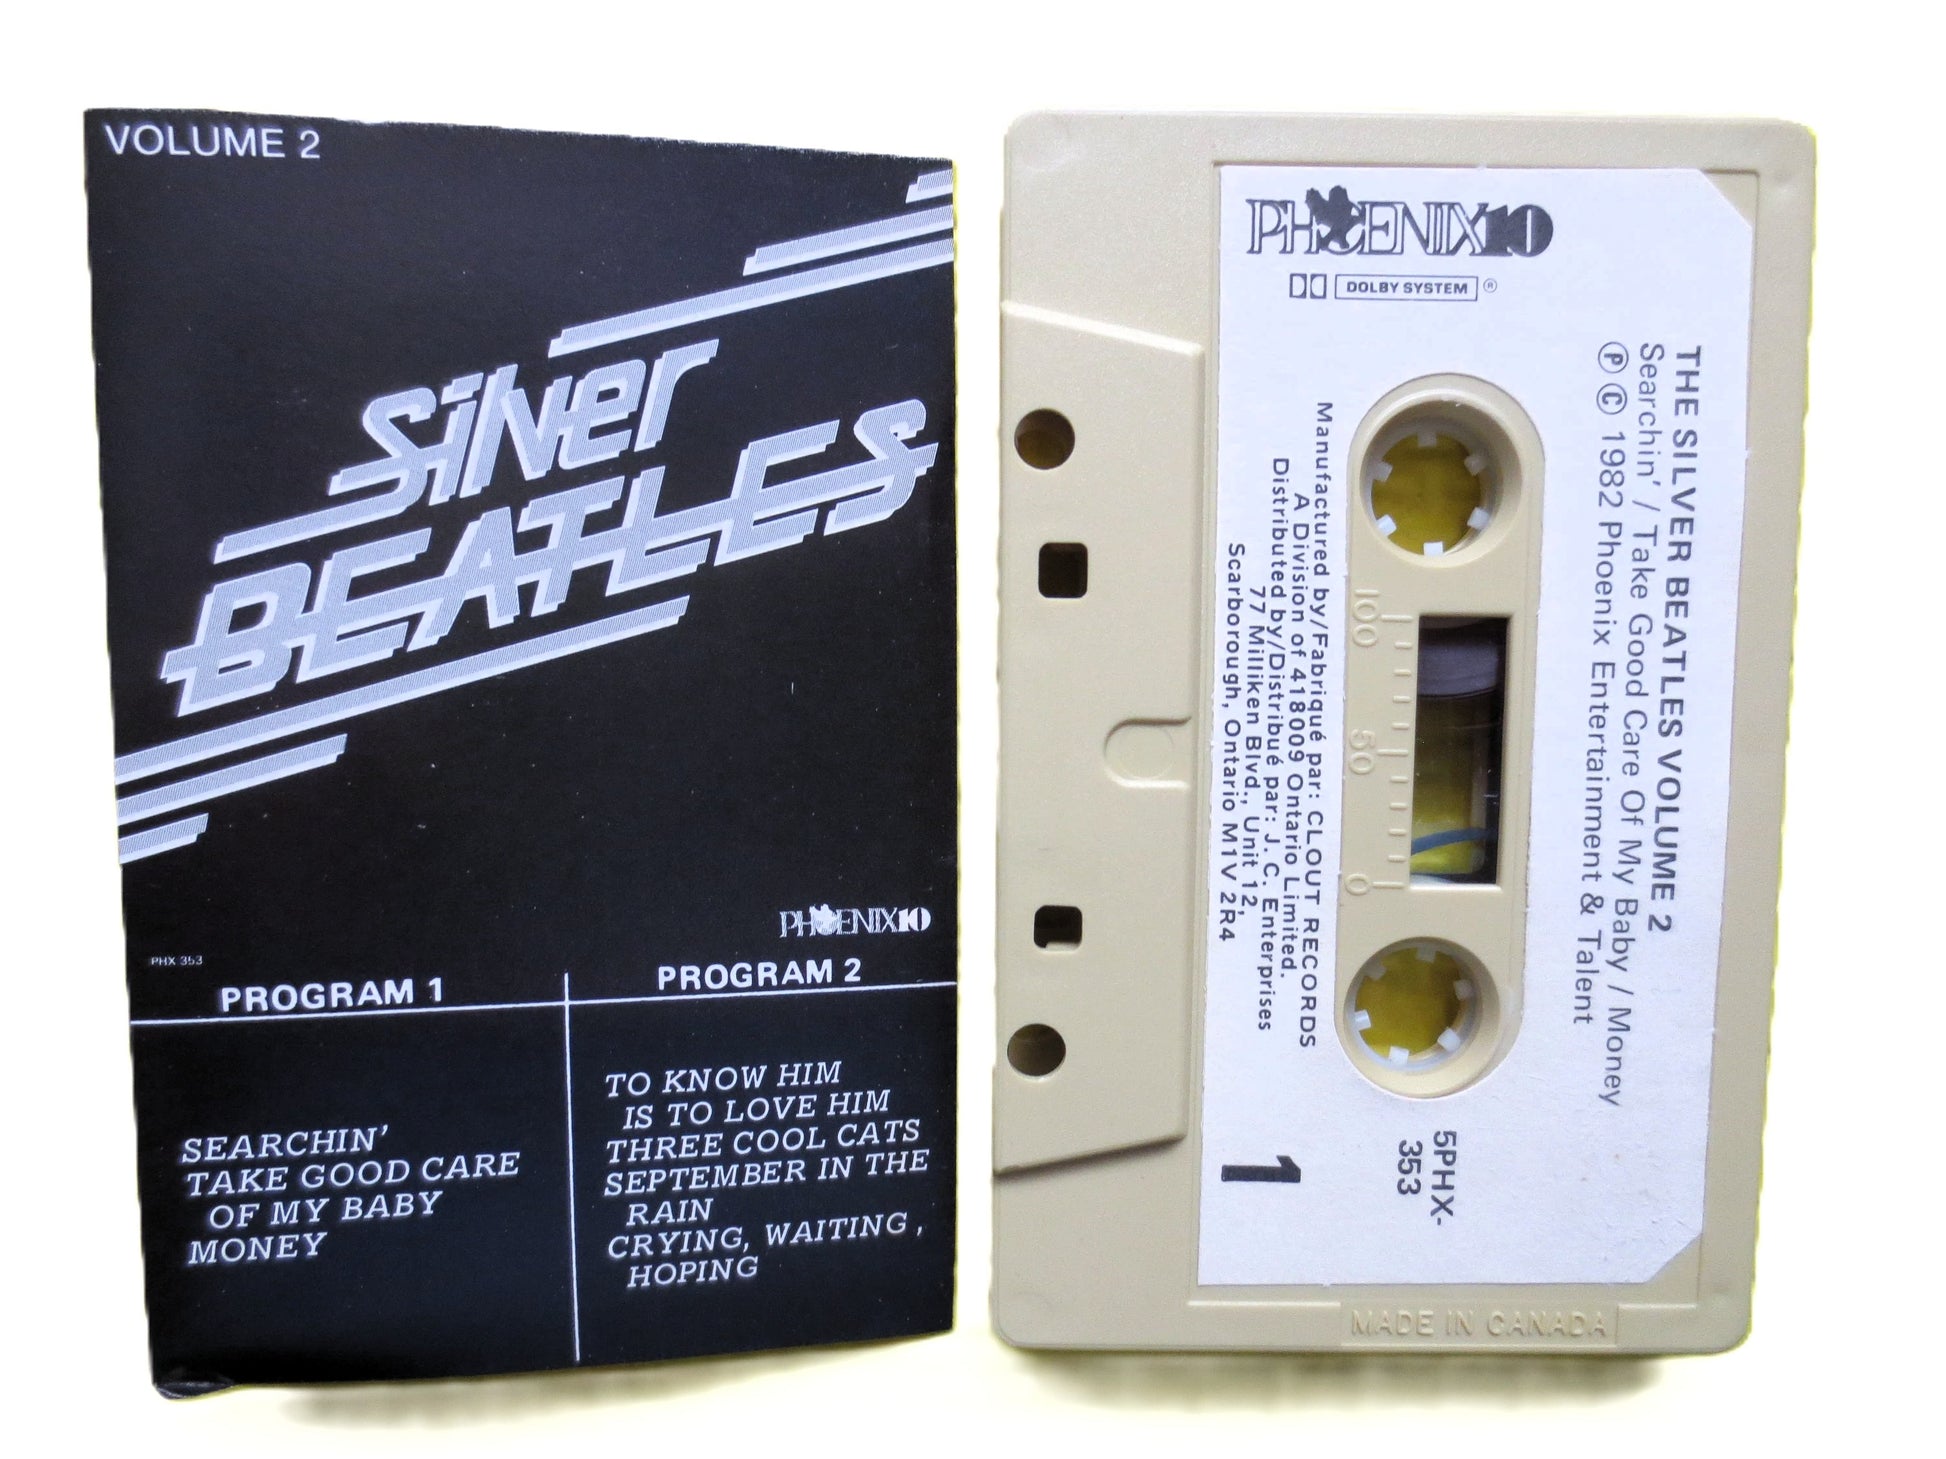 VOLUME 2
Silver
BEATLES
PHOENIX10
PHX 353
PROGRAM 1
SEARCHIN'
TAKE GOOD CARE
OF MY BABY
MONEY
PROGRAM 2
TO KNOW HIM
IS TO LOVE HIM
THREE COOL CATS
SEPTEMBER IN THE
RAIN
CRYING, WAITING,
HOPING
PHOENIX10
DOLBY SYSTEM ®
THE SILVER BEATLES VOLUME 2
Searchin' / Take Good Care Of My Baby / Money
℗ © 1982 Phoenix Entertainment & Talent
100 50 0
Manufactured by/Fabriqué par: CLOUT RECORDS
A Division of 418009 Ontario Limited.
Distributed by/Distribué par: J.C. Enterprises
77 Milliken Blvd., Unit 12,
Scarborough, Ontario M1V 2R4
5PHX-
353
1
MADE IN CANADA